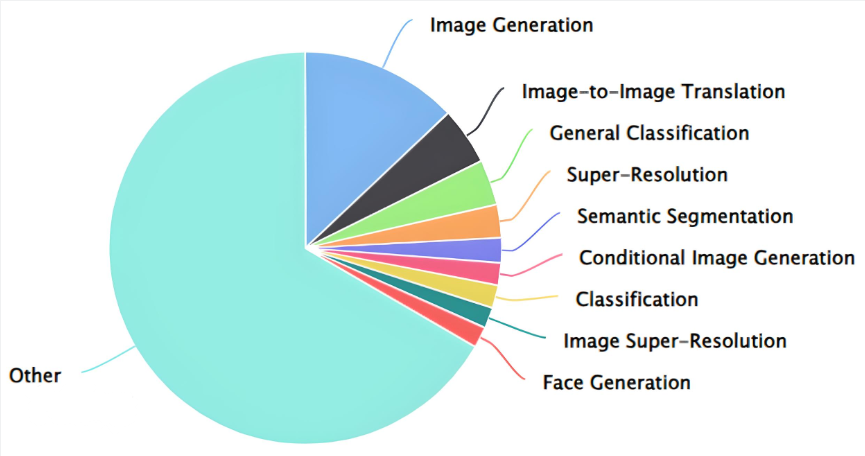 Image Generation
Image-to-Image Translation
General Classification
Super-Resolution
Semantic Segmentation
Conditional Image Generation
Classification
Image Super-Resolution
Other
Face Generation